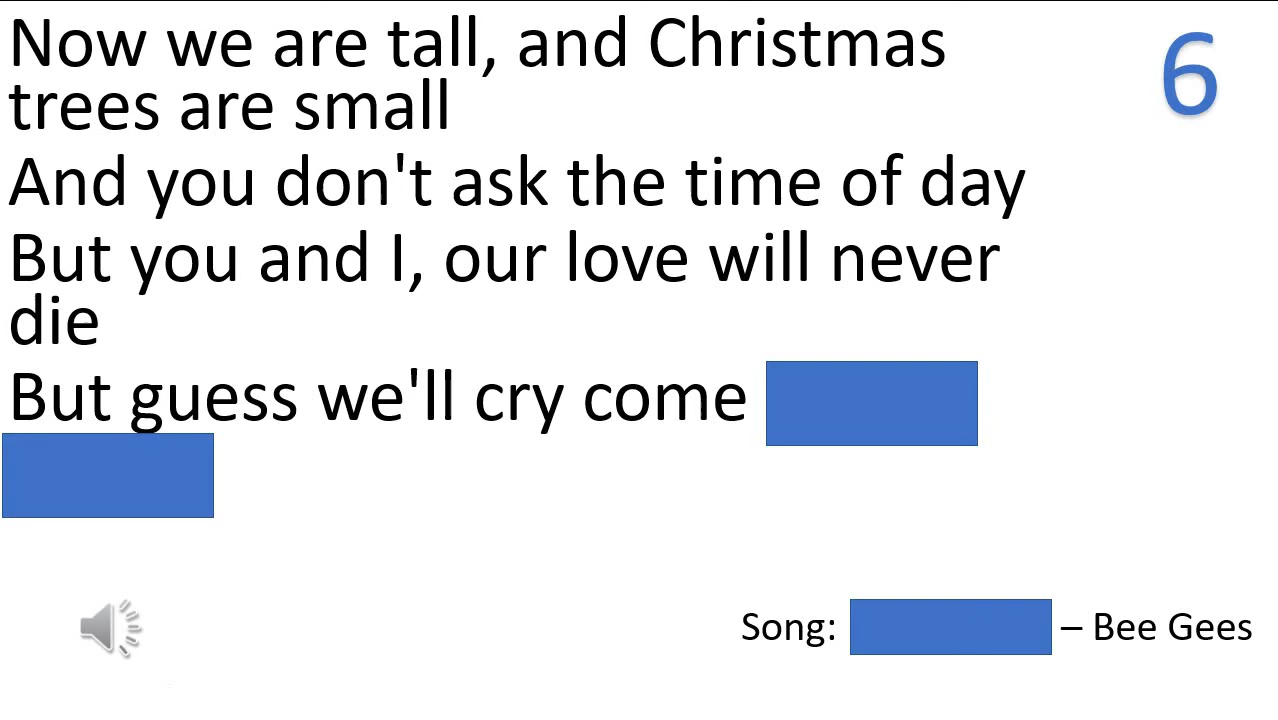 Now we are tall, and Christmas
trees are small
And you don't ask the time of day
But you and I, our love will never
die
But guess we'll cry come
6
Song: – Bee Gees